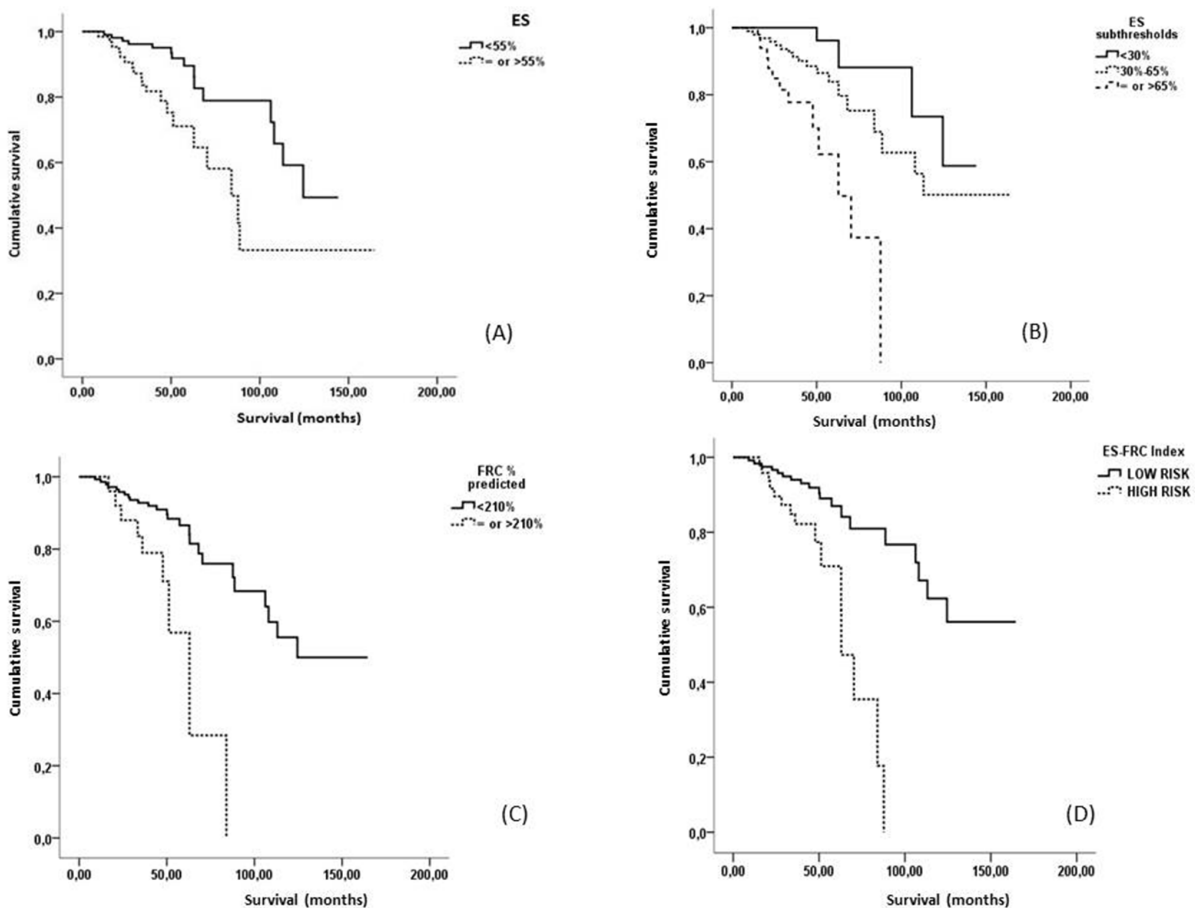 ES
<55%
= or >55%
Cumulative survival
1,0
0,8
0,6
0,4
0,2
0,0
0,00 50,00 100,00 150,00 200,00
Survival (months)
(A)
ES
subthresholds
<30%
30%-65%
= or >65%
Cumulative survival
1,0
0,8
0,6
0,4
0,2
0,0
0,00 50,00 100,00 150,00 200,00
Survival (months)
(B)
FRC %
predicted
<210%
= or >210%
Cumulative survival
1,0
0,8
0,6
0,4
0,2
0,0
0,00 50,00 100,00 150,00 200,00
Survival (months)
(C)
ES-FRC Index
LOW RISK
HIGH RISK
Cumulative survival
1,0
0,8
0,6
0,4
0,2
0,0
0,00 50,00 100,00 150,00 200,00
Survival (months)
(D)